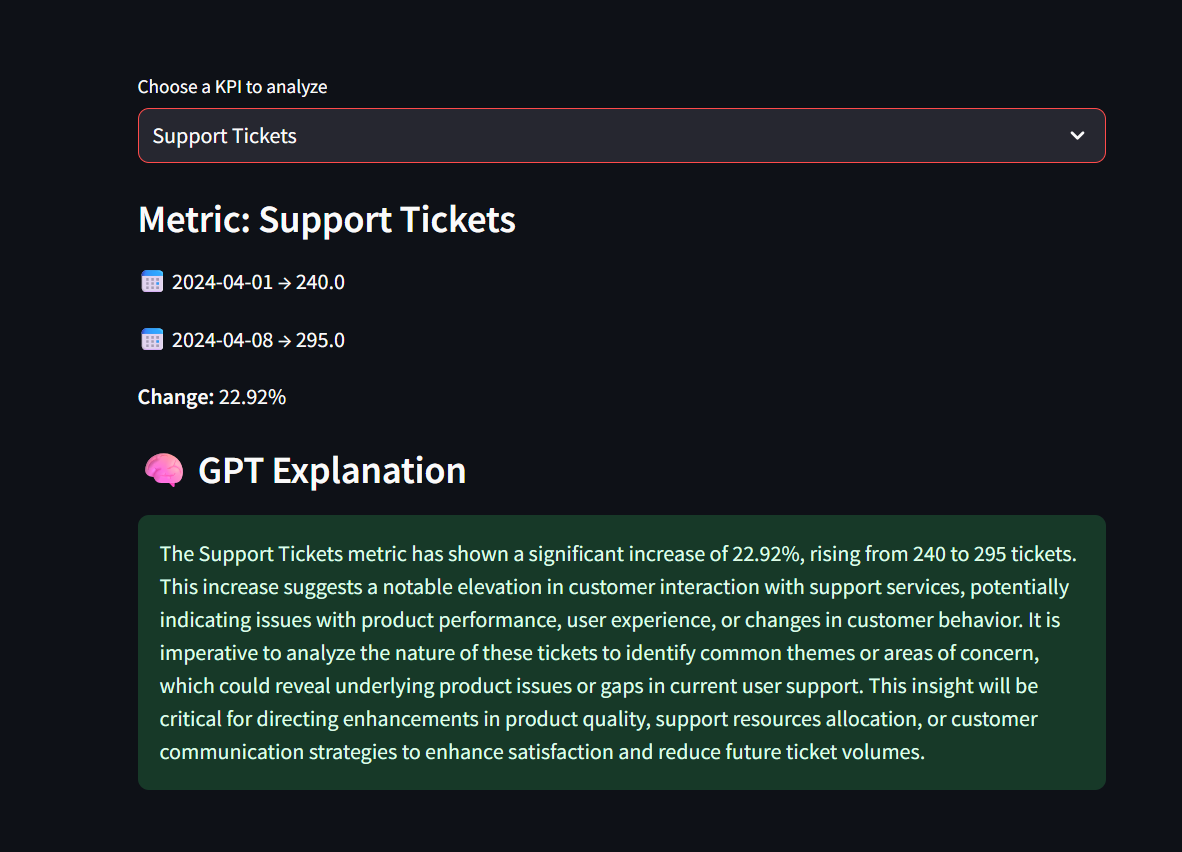 Choose a KPI to analyze
Support Tickets
Metric: Support Tickets
2024-04-01 → 240.0
2024-04-08 → 295.0
Change: 22.92%
GPT Explanation
The Support Tickets metric has shown a significant increase of 22.92%, rising from 240 to 295 tickets.
This increase suggests a notable elevation in customer interaction with support services, potentially
indicating issues with product performance, user experience, or changes in customer behavior. It is
imperative to analyze the nature of these tickets to identify common themes or areas of concern,
which could reveal underlying product issues or gaps in current user support. This insight will be
critical for directing enhancements in product quality, support resources allocation, or customer
communication strategies to enhance satisfaction and reduce future ticket volumes.